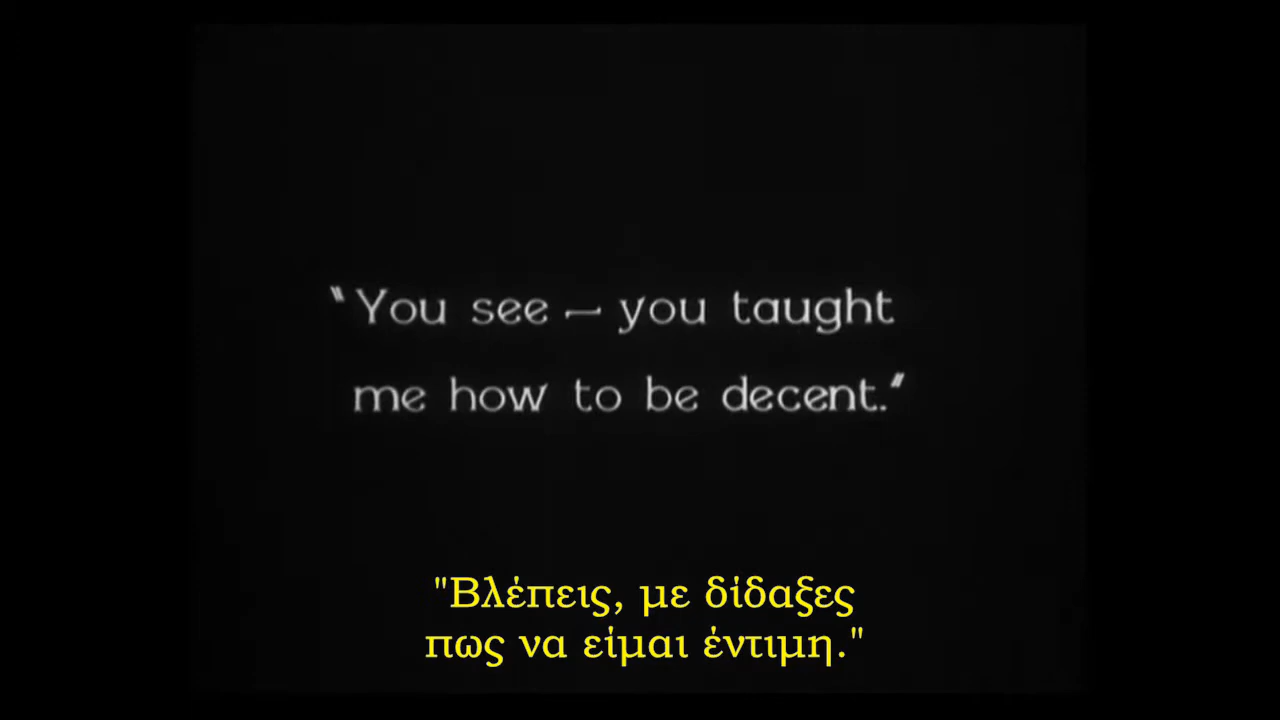 "You see — you taught
me how to be decent."
"Βλέπεις, με δίδαξες
πως να είμαι έντιμη."